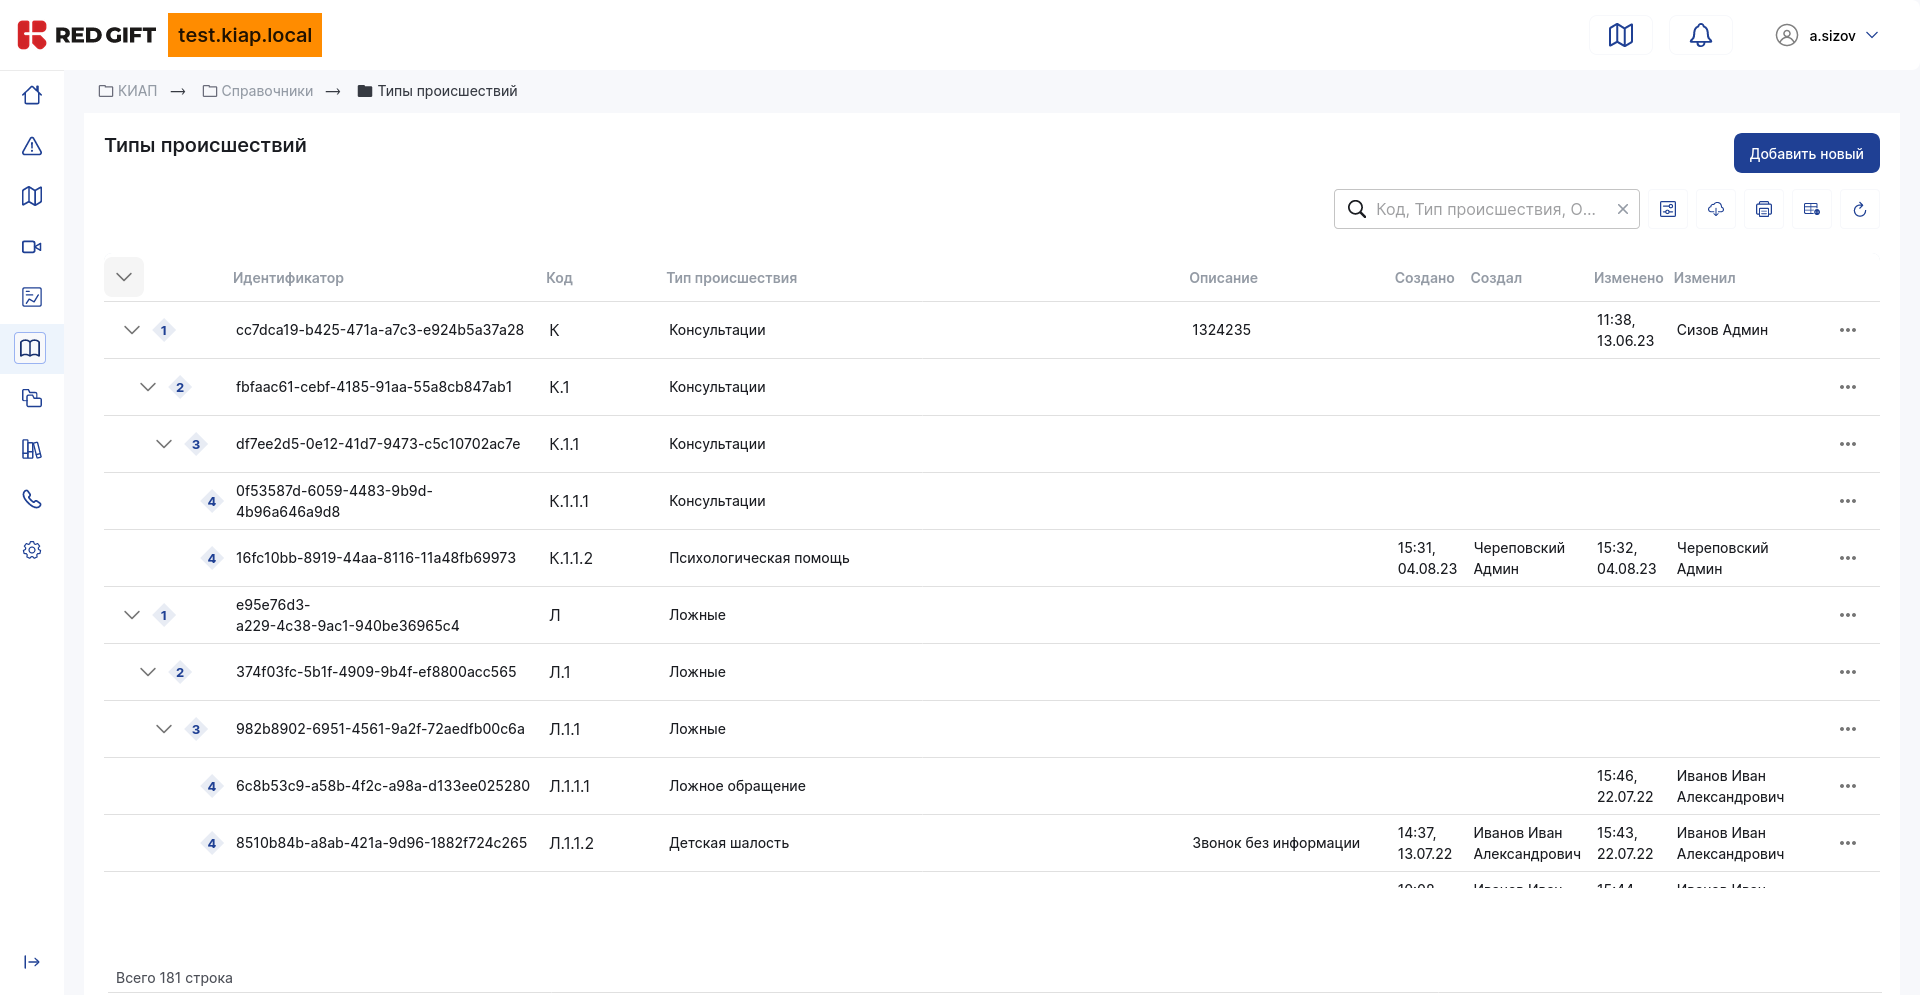 RED GIFT
test.kiap.local
a.sizov
КИАП → Справочники → Типы происшествий
Типы происшествий
Добавить новый
Код, Тип происшествия, О...
Идентификатор Код Тип происшествия Описание Создано Создал Изменено Изменил
1 cc7dca19-b425-471a-a7c3-e924b5a37a28 К Консультации 1324235 11:38, 13.06.23 Сизов Админ
2 fbfaac61-cebf-4185-91aa-55a8cb847ab1 К.1 Консультации
3 df7ee2d5-0e12-41d7-9473-c5c10702ac7e К.1.1 Консультации
4 0f53587d-6059-4483-9b9d-4b96a646a9d8 К.1.1.1 Консультации
4 16fc10bb-8919-44aa-8116-11a48fb69973 К.1.1.2 Психологическая помощь 15:31, 04.08.23 Череповский Админ 15:32, 04.08.23 Череповский Админ
1 e95e76d3-a229-4c38-9ac1-940be36965c4 Л Ложные
2 374f03fc-5b1f-4909-9b4f-ef8800acc565 Л.1 Ложные
3 982b8902-6951-4561-9a2f-72aedfb00c6a Л.1.1 Ложные
4 6c8b53c9-a58b-4f2c-a98a-d133ee025280 Л.1.1.1 Ложное обращение 15:46, 22.07.22 Иванов Иван Александрович
4 8510b84b-a8ab-421a-9d96-1882f724c265 Л.1.1.2 Детская шалость Звонок без информации 14:37, 13.07.22 Иванов Иван Александрович 15:43, 22.07.22 Иванов Иван Александрович
Всего 181 строка